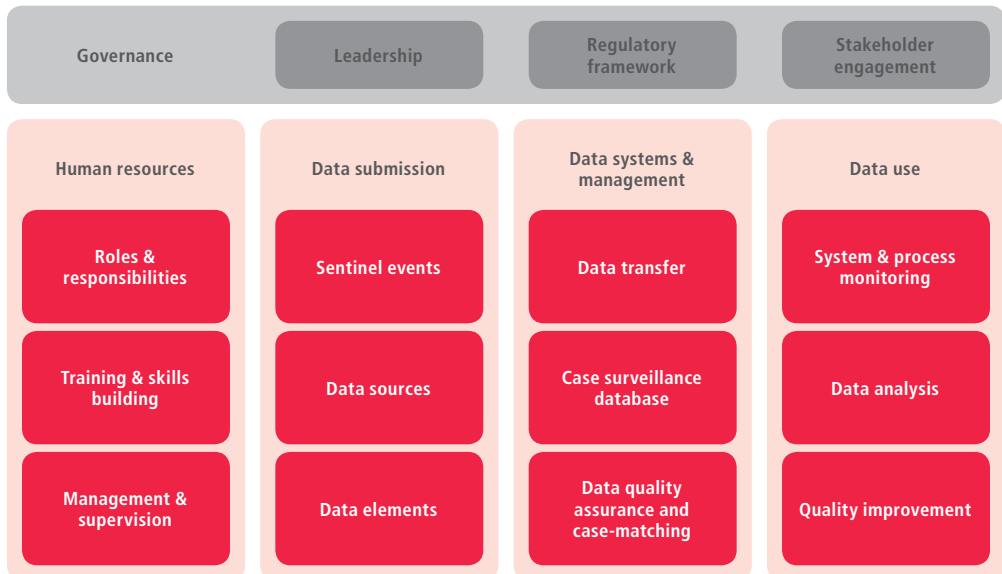 Governance
Leadership
Regulatory
framework
Stakeholder
engagement
Human resources
Roles &
responsibilities
Training & skills
building
Management &
supervision
Data submission
Sentinel events
Data sources
Data elements
Data systems &
management
Data transfer
Case surveillance
database
Data quality
assurance and
case-matching
Data use
System & process
monitoring
Data analysis
Quality improvement